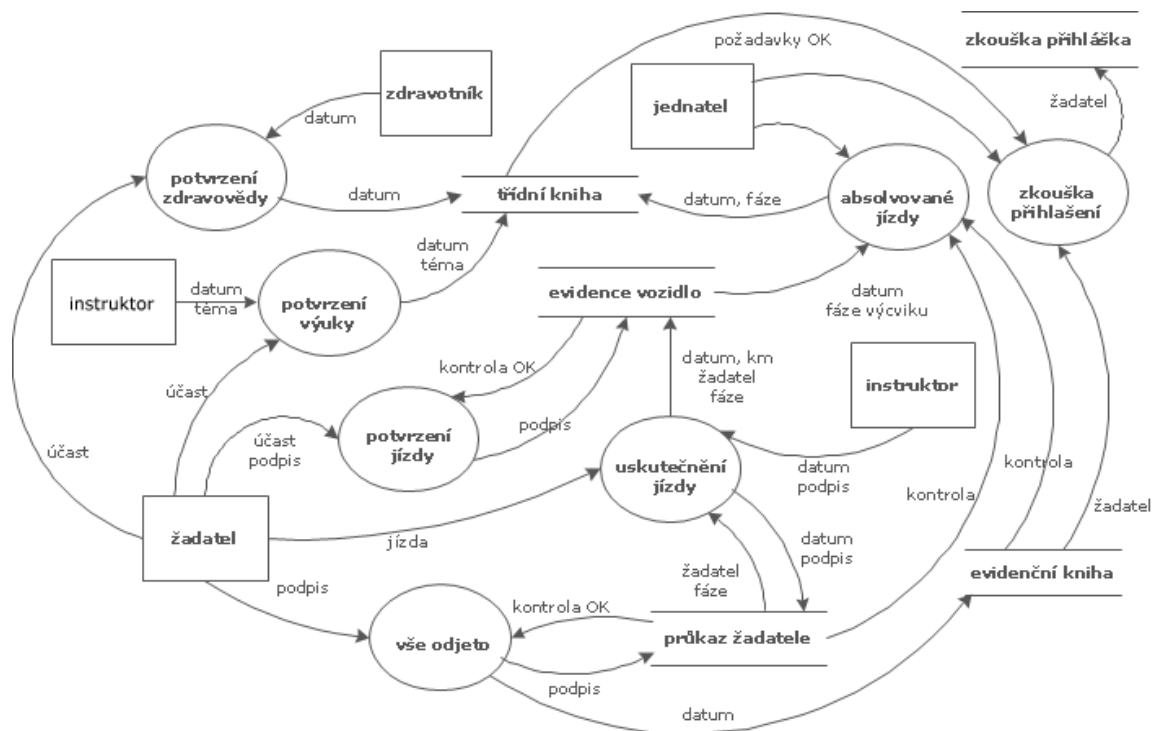 požadavky OK
zkouška přihláška
zdravotník
jednatel
žadatel
datum
potvrzení
zdravovědy
datum
třídní kniha
datum, fáze
absolvované
jízdy
zkouška
přihlašení
datum
téma
instruktor
datum
téma
potvrzení
výuky
evidence vozidlo
datum
fáze výcviku
kontrola OK
datum, km
žadatel
fáze
instruktor
účast
účast
podpis
potvrzení
jízdy
podpis
účast
uskutečnění
jízdy
datum
podpis
kontrola
kontrola
žadatel
žadatel
jízda
datum
podpis
žadatel
fáze
evidenční kniha
podpis
kontrola OK
vše odjeto
průkaz žadatele
podpis
datum